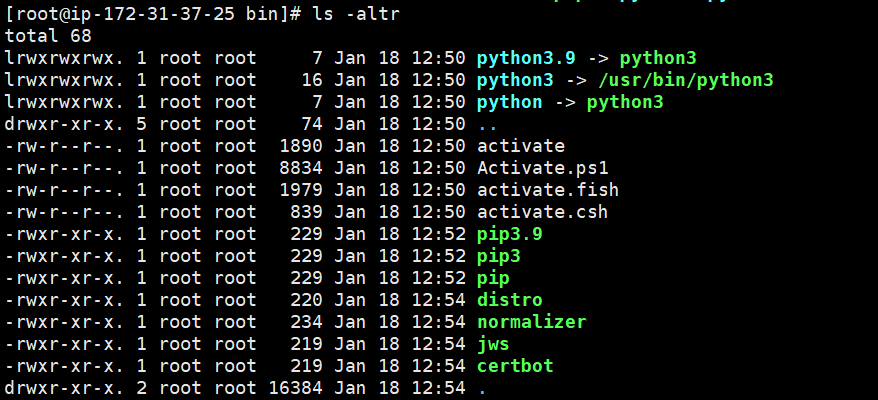 [root@ip-172-31-37-25 bin]# ls -altr
total 68
lrwxrwxrwx. 1 root root     7 Jan 18 12:50 python3.9 -> python3
lrwxrwxrwx. 1 root root    16 Jan 18 12:50 python3 -> /usr/bin/python3
lrwxrwxrwx. 1 root root     7 Jan 18 12:50 python -> python3
drwxr-xr-x. 5 root root    74 Jan 18 12:50 ..
-rw-r--r--. 1 root root  1890 Jan 18 12:50 activate
-rw-r--r--. 1 root root  8834 Jan 18 12:50 Activate.ps1
-rw-r--r--. 1 root root  1979 Jan 18 12:50 activate.fish
-rw-r--r--. 1 root root   839 Jan 18 12:50 activate.csh
-rwxr-xr-x. 1 root root   229 Jan 18 12:52 pip3.9
-rwxr-xr-x. 1 root root   229 Jan 18 12:52 pip3
-rwxr-xr-x. 1 root root   229 Jan 18 12:52 pip
-rwxr-xr-x. 1 root root   220 Jan 18 12:54 distro
-rwxr-xr-x. 1 root root   234 Jan 18 12:54 normalizer
-rwxr-xr-x. 1 root root   219 Jan 18 12:54 jws
-rwxr-xr-x. 1 root root   219 Jan 18 12:54 certbot
drwxr-xr-x. 2 root root 16384 Jan 18 12:54 .